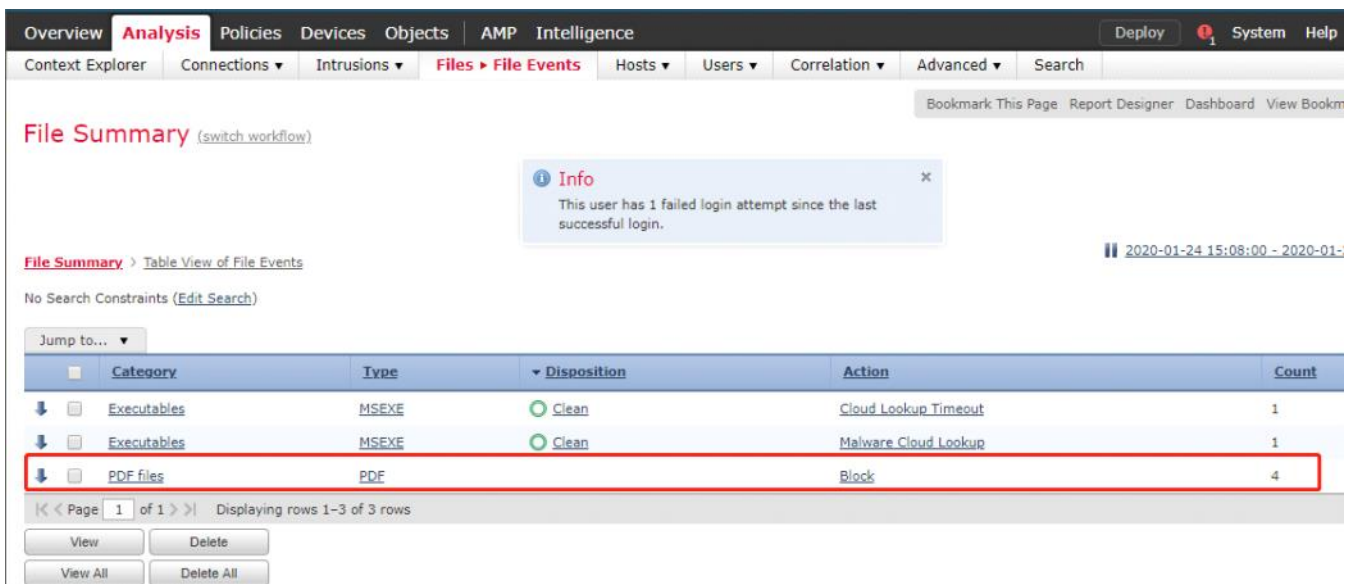 Overview Analysis Policies Devices Objects AMP Intelligence Deploy 1 System Help
Context Explorer Connections ▾ Intrusions ▾ Files ▸ File Events Hosts ▾ Users ▾ Correlation ▾ Advanced ▾ Search
Bookmark This Page Report Designer Dashboard View Bookm
File Summary (switch workflow)
Info ×
This user has 1 failed login attempt since the last
successful login.
2020-01-24 15:08:00 - 2020-01-
File Summary > Table View of File Events
No Search Constraints (Edit Search)
Jump to... ▼
Category Type ▾ Disposition Action Count
Executables MSEXE Clean Cloud Lookup Timeout 1
Executables MSEXE Clean Malware Cloud Lookup 1
PDF files PDF Block 4
|< < Page 1 of 1 > >| Displaying rows 1–3 of 3 rows
View Delete
View All Delete All